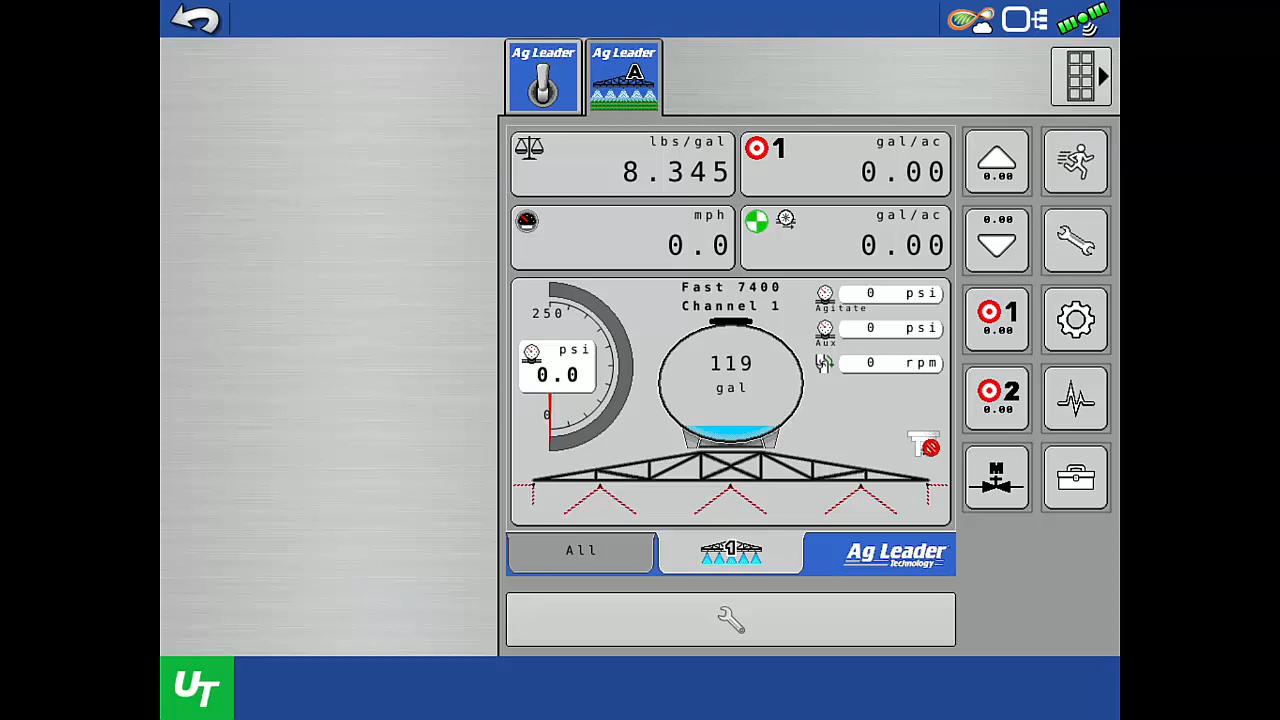 Ag Leader
Ag Leader
A
lbs/gal
8.345
1
gal/ac
0.00
0.00
mph
0.0
gal/ac
0.00
0.00
Fast 7400
Channel 1
250
psi
0.0
0
119
gal
0 psi
Agitate
0 psi
Aux
0 rpm
1
0.00
2
0.00
M
All
1
Ag Leader
Technology
UT